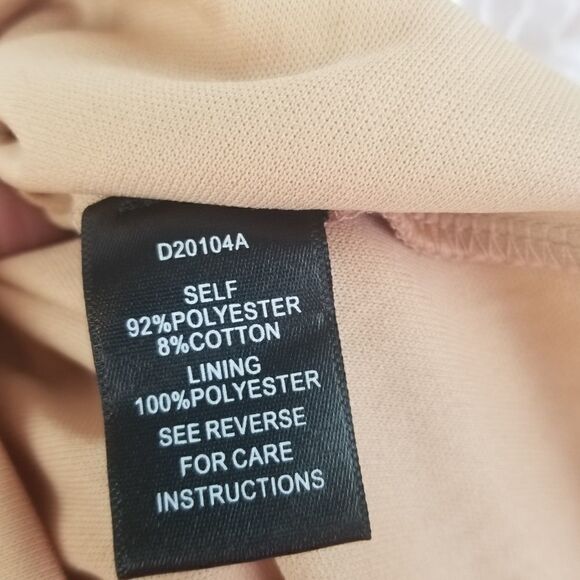 D20104A
SELF
92%POLYESTER
8%COTTON
LINING
100%POLYESTER
SEE REVERSE
FOR CARE
INSTRUCTIONS